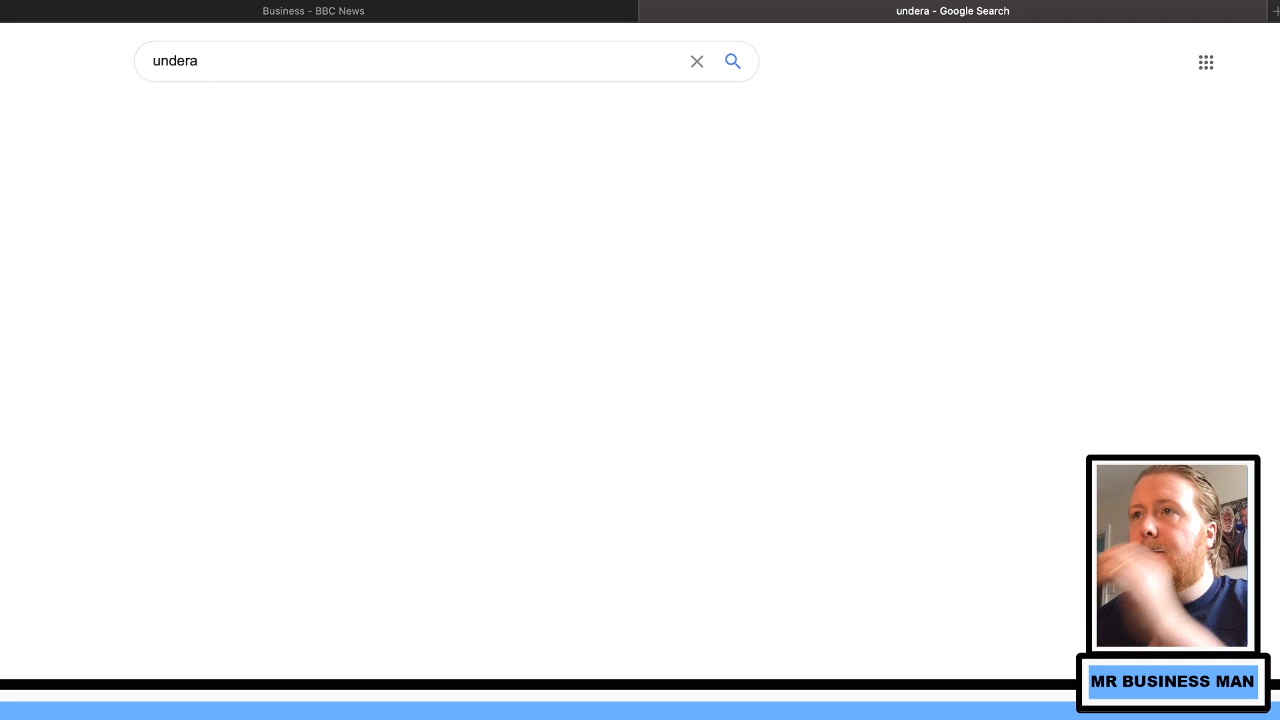 Business - BBC News
undera - Google Search
undera
MR BUSINESS MAN